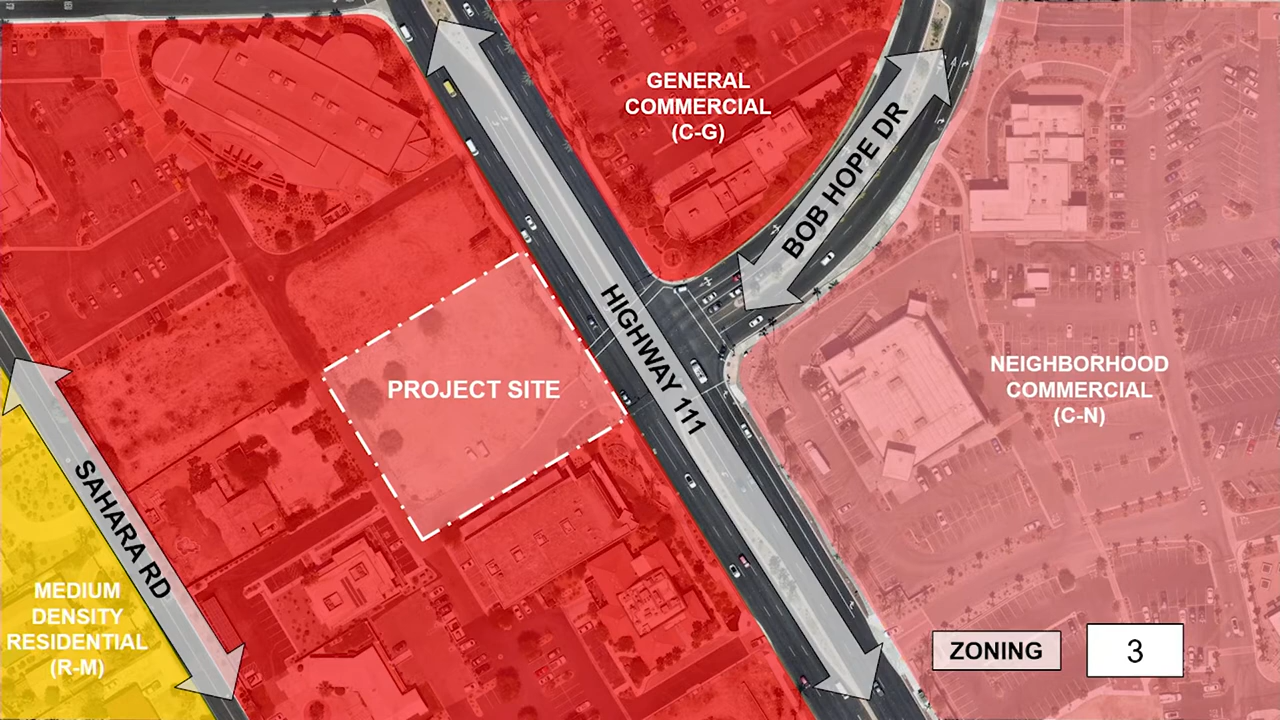 GENERAL
COMMERCIAL
(C-G)
BOB HOPE DR
HIGHWAY 111
PROJECT SITE
NEIGHBORHOOD
COMMERCIAL
(C-N)
SAHARA RD
MEDIUM
DENSITY
RESIDENTIAL
(R-M)
ZONING
3